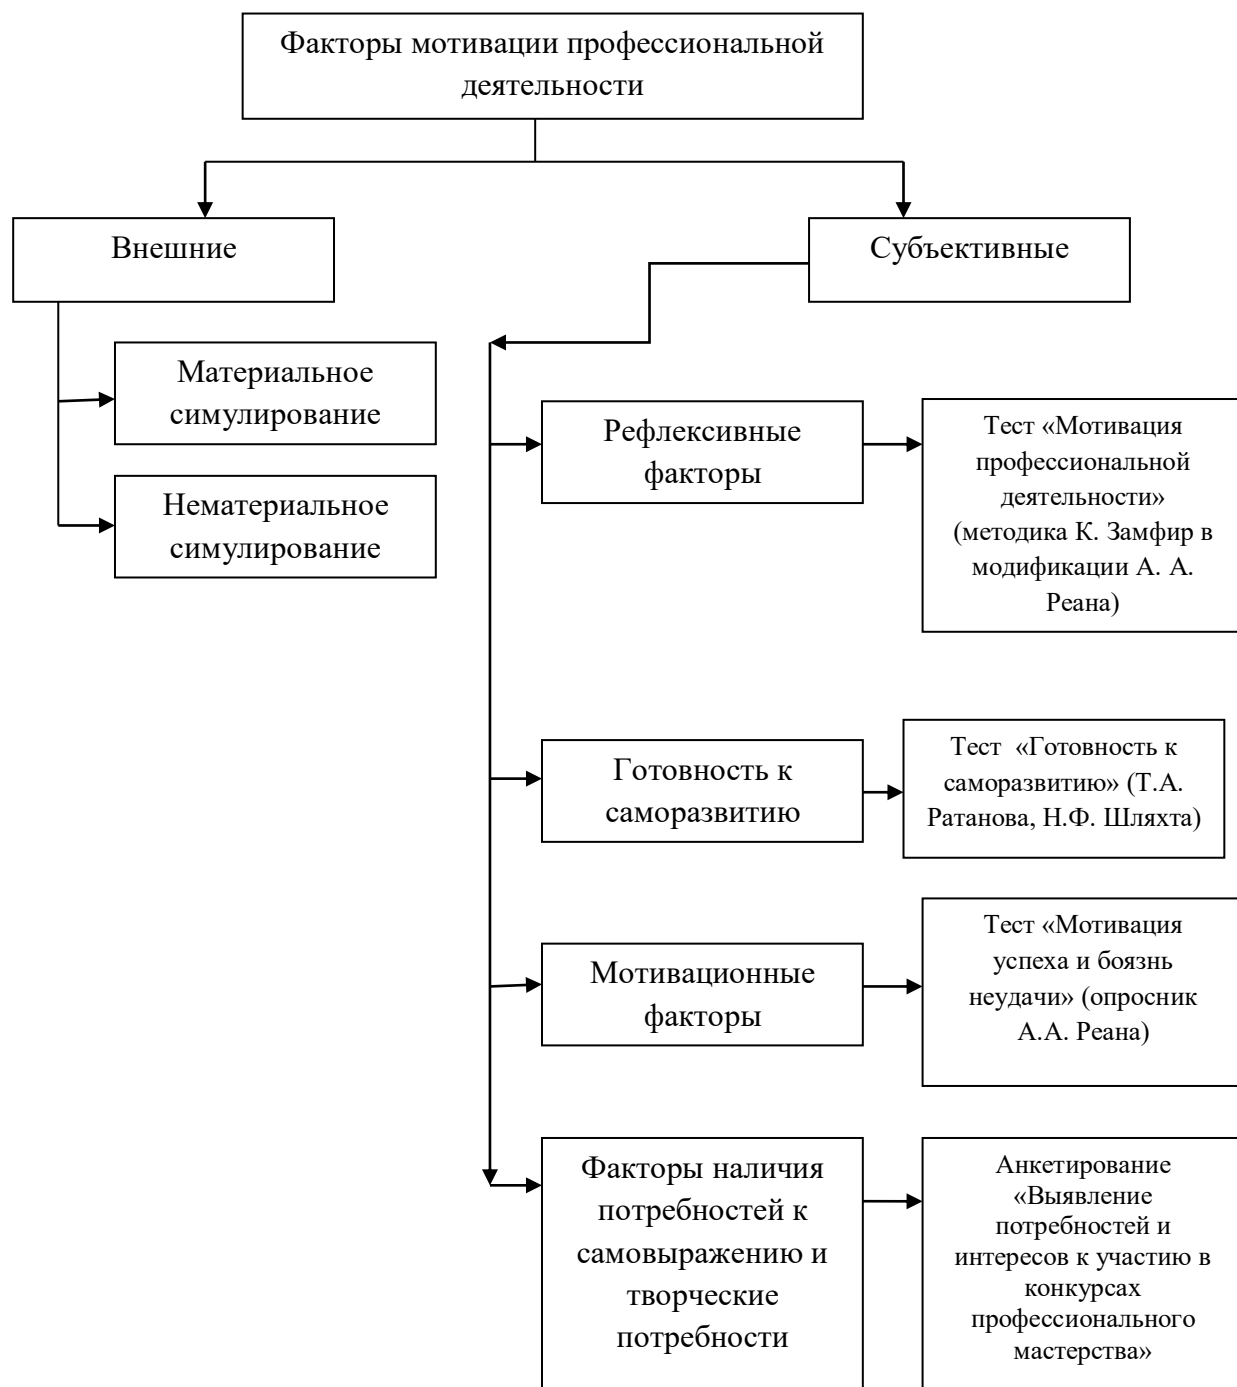 Факторы мотивации профессиональной
деятельности
Внешние
Субъективные
Материальное
симулирование
Нематериальное
симулирование
Рефлексивные
факторы
Тест «Мотивация
профессиональной
деятельности»
(методика К. Замфир в
модификации А. А.
Реана)
Готовность к
саморазвитию
Тест «Готовность к
саморазвитию» (Т.А.
Ратанова, Н.Ф. Шляхта)
Мотивационные
факторы
Тест «Мотивация
успеха и боязнь
неудачи» (опросник
А.А. Реана)
Факторы наличия
потребностей к
самовыражению и
творческие
потребности
Анкетирование
«Выявление
потребностей и
интересов к участию в
конкурсах
профессионального
мастерства»